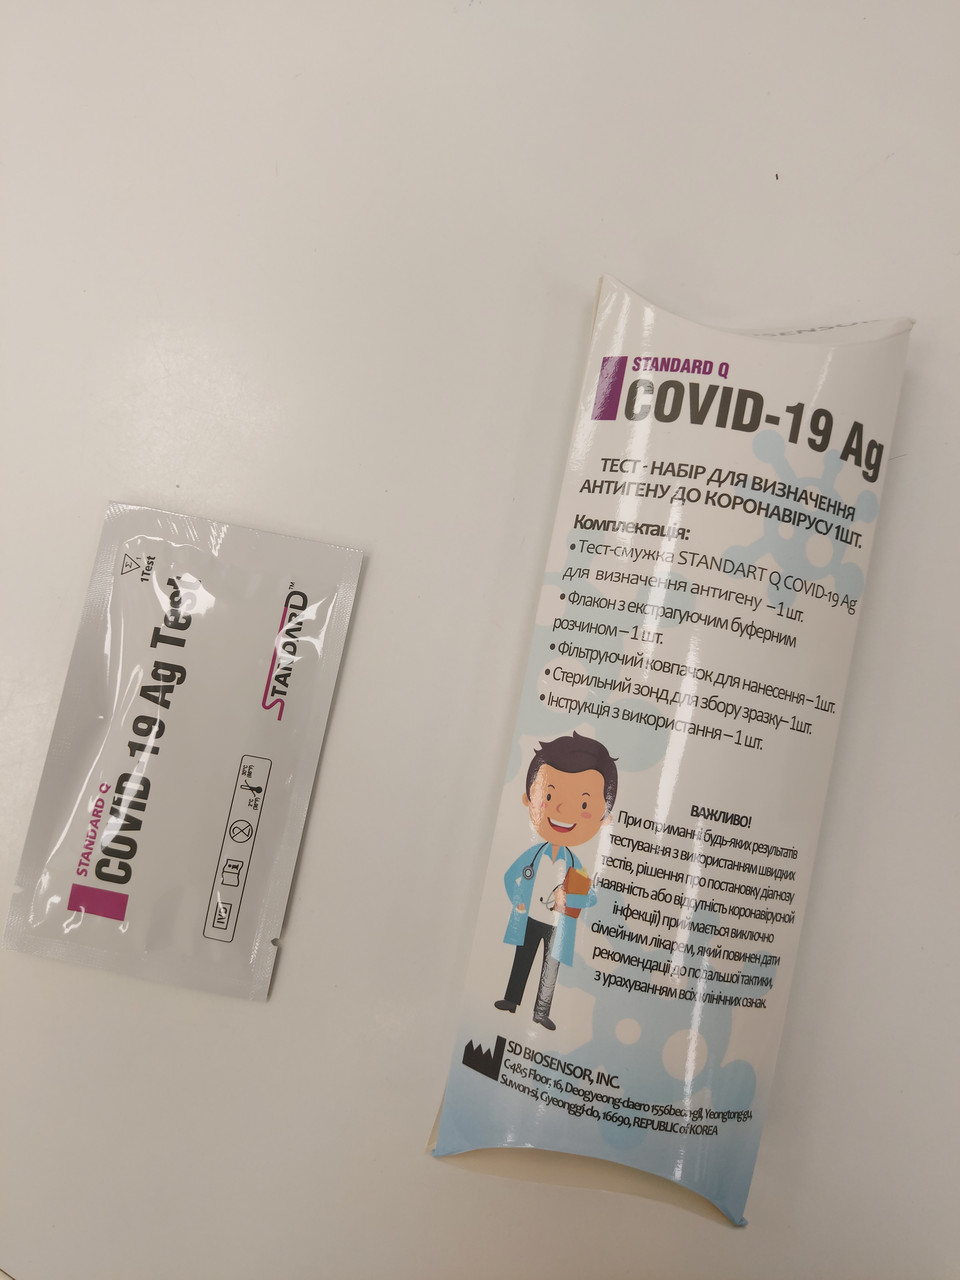 STANDARD Q
COVID-19 Ag Test
1Test
STANDARD™
IVD
STANDARD Q
COVID-19 Ag
ТЕСТ - НАБІР ДЛЯ ВИЗНАЧЕННЯ
АНТИГЕНУ ДО КОРОНАВІРУСУ 1ШТ.
Комплектація:
• Тест-смужка STANDART Q COVID-19 Ag
для визначення антигену – 1 шт.
• Флакон з екстрагуючим буферним
розчином – 1 шт.
• Фільтруючий ковпачок для нанесення – 1шт.
• Стерильний зонд для збору зразку – 1шт.
• Інструкція з використання – 1 шт.
ВАЖЛИВО!
При отриманні будь-яких результатів
тестування з використанням швидких
тестів, рішення про постановку діагнозу
(наявність або відсутність коронавірусної
інфекції) приймається виключно
сімейним лікарем, який повинен дати
рекомендації до подальшої тактики,
з урахуванням всіх клінічних ознак.
SD BIOSENSOR, INC.
C-4&5 Floor, 16, Deogyeong-daero 1556beon-gil, Yeongtong-gu,
Suwon-si, Gyeonggi-do, 16690, REPUBLIC of KOREA